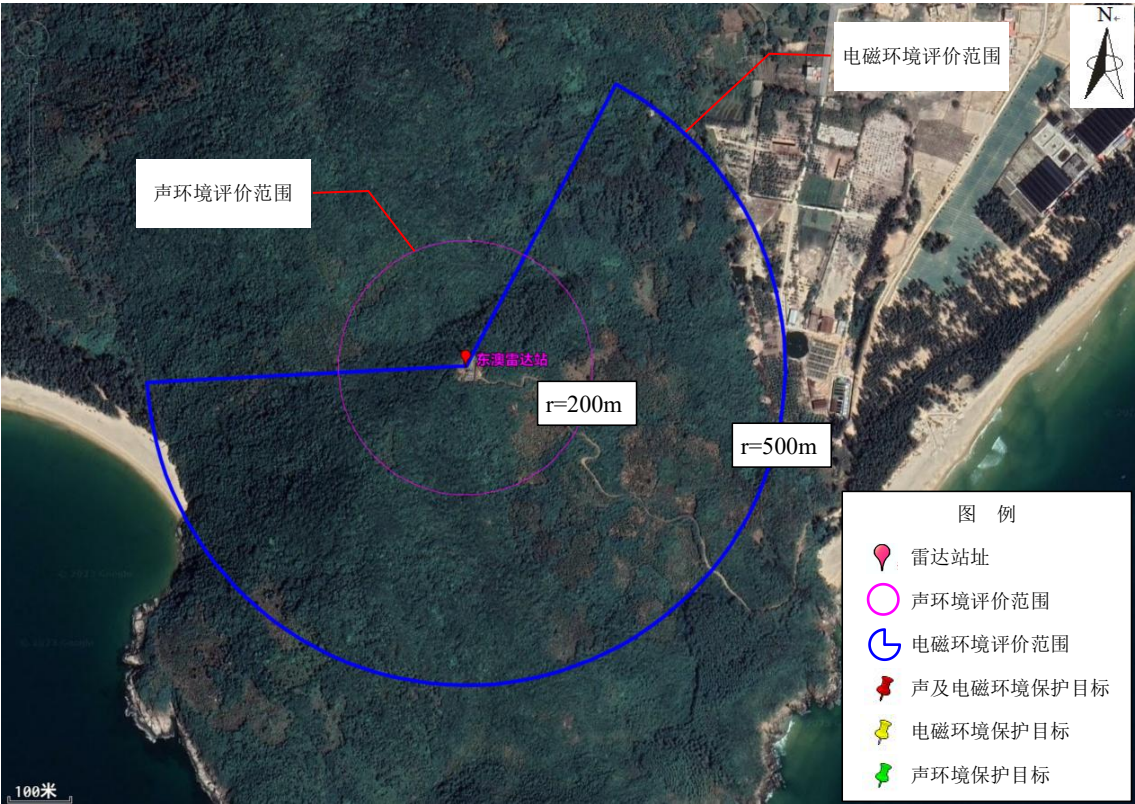 N
电磁环境评价范围
声环境评价范围
东澳雷达站
r=200m
r=500m
图 例
雷达站址
声环境评价范围
电磁环境评价范围
声及电磁环境保护目标
电磁环境保护目标
声环境保护目标
100米